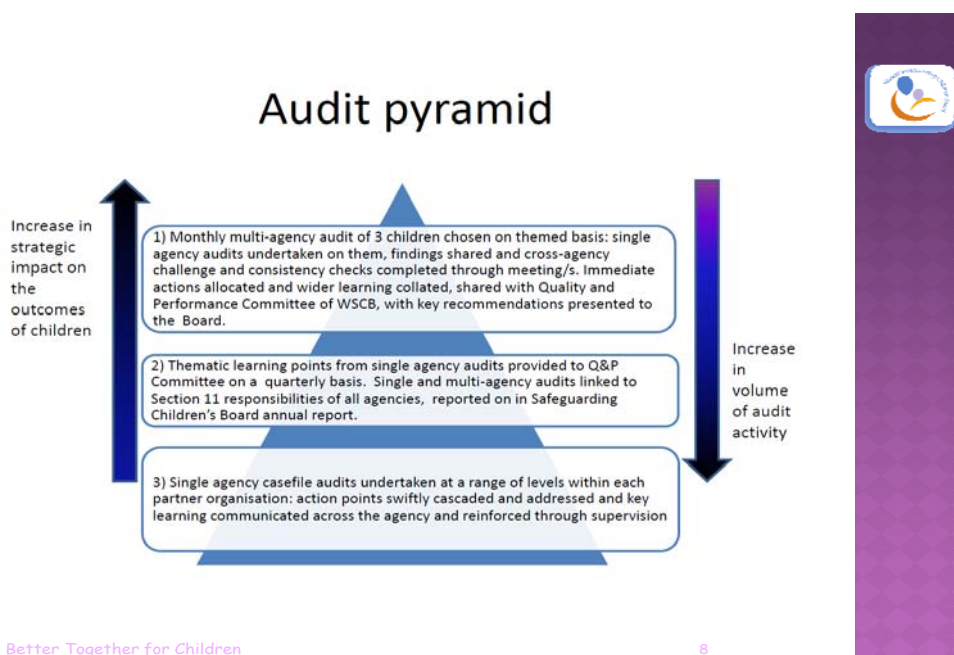 Audit pyramid
Increase in
strategic
impact on
the
outcomes
of children
1) Monthly multi-agency audit of 3 children chosen on themed basis: single
agency audits undertaken on them, findings shared and cross-agency
challenge and consistency checks completed through meeting/s. Immediate
actions allocated and wider learning collated, shared with Quality and
Performance Committee of WSCB, with key recommendations presented to
the Board.
2) Thematic learning points from single agency audits provided to Q&P
Committee on a quarterly basis. Single and multi-agency audits linked to
Section 11 responsibilities of all agencies, reported on in Safeguarding
Children's Board annual report.
3) Single agency casefile audits undertaken at a range of levels within each
partner organisation: action points swiftly cascaded and addressed and key
learning communicated across the agency and reinforced through supervision
Increase
in
volume
of audit
activity
Better Together for Children
8